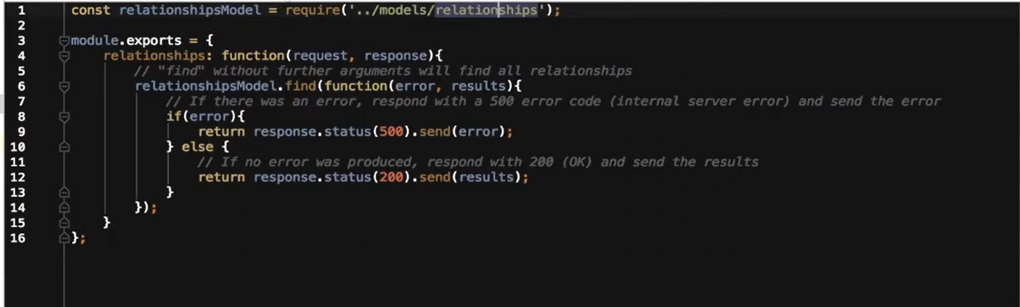 1 const relationshipsModel = require('../models/relationships');
2
3 module.exports = {
4 relationships: function(request, response){
5 // "find" without further arguments will find all relationships
6 relationshipsModel.find(function(error, results){
7 // If there was an error, respond with a 500 error code (internal server error) and send the error
8 if(error){
9 return response.status(500).send(error);
10 } else {
11 // If no error was produced, respond with 200 (OK) and send the results
12 return response.status(200).send(results);
13 }
14 });
15 }
16 };